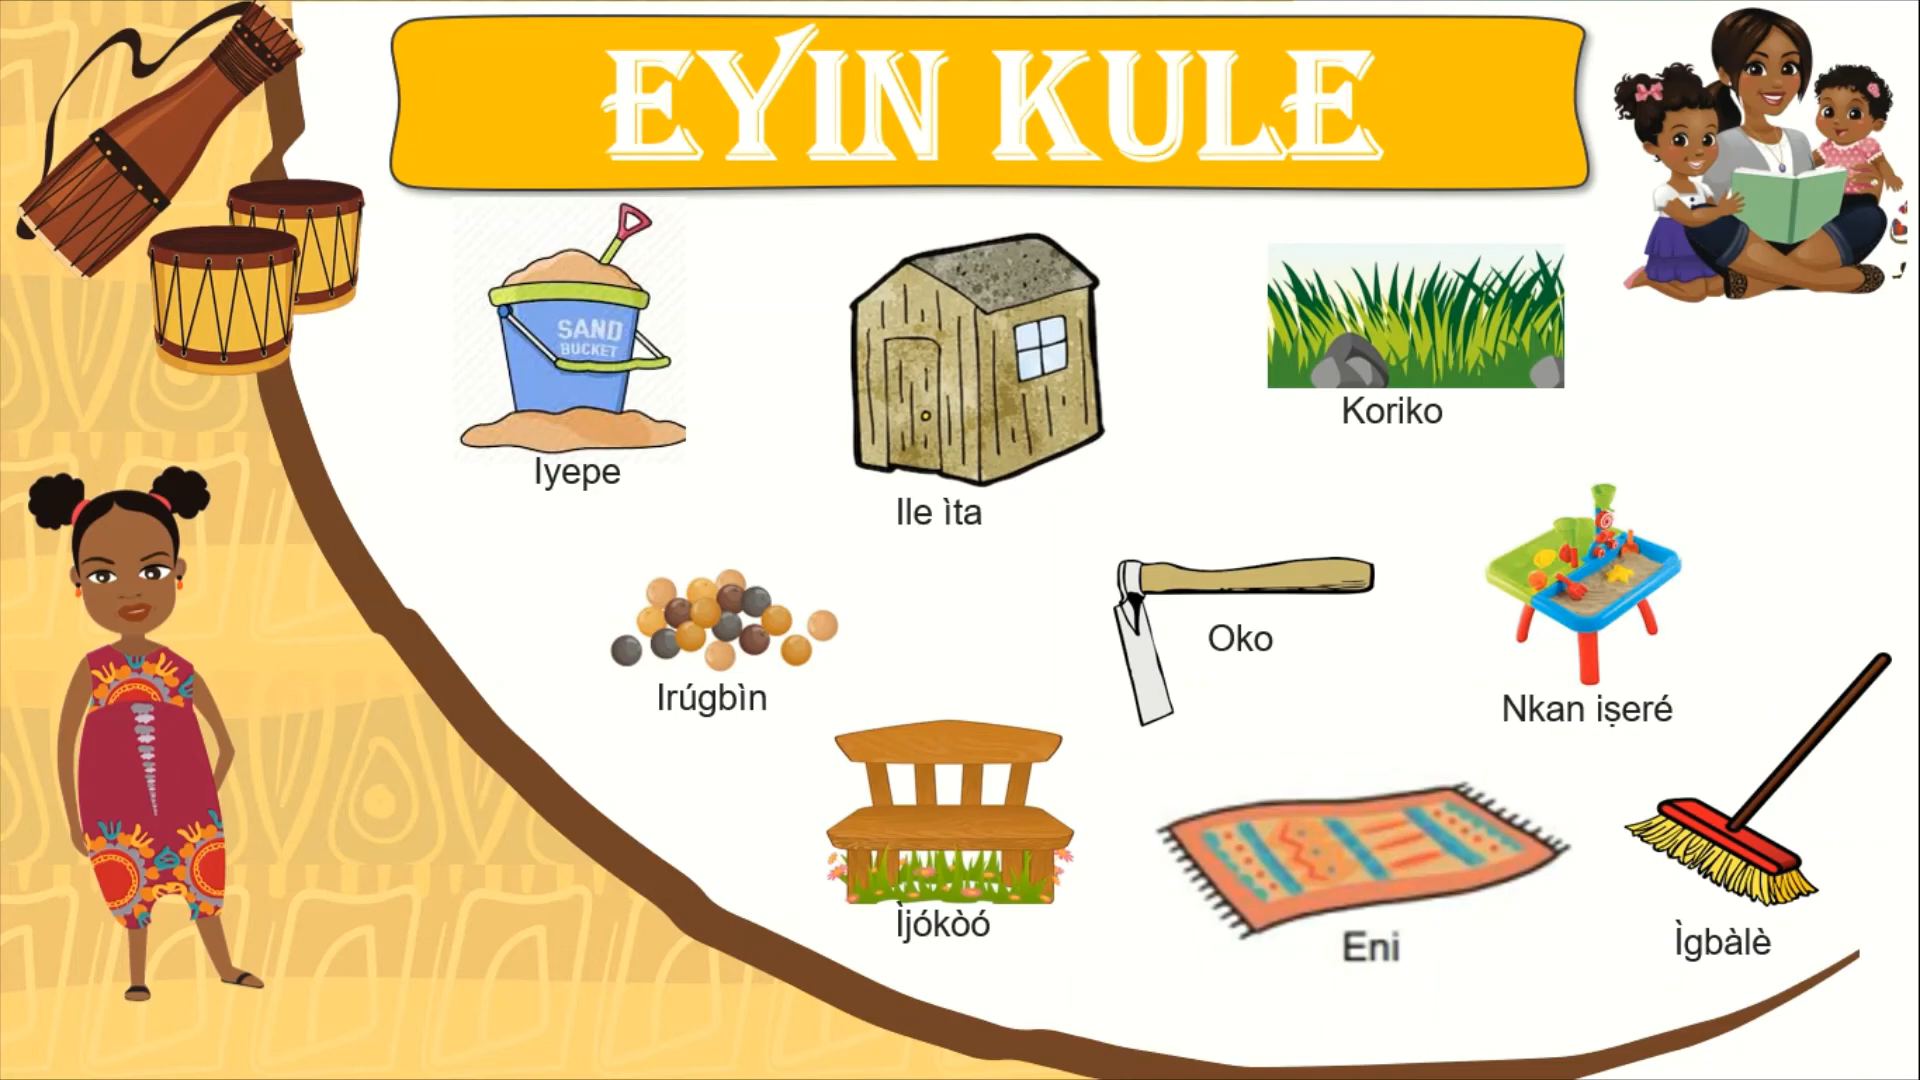 EYIN KULE
SAND
BUCKET
Iyepe
Ile ìta
Koriko
Irúgbìn
Oko
Nkan iṣeré
Ìjókòó
Eni
Ìgbàlè